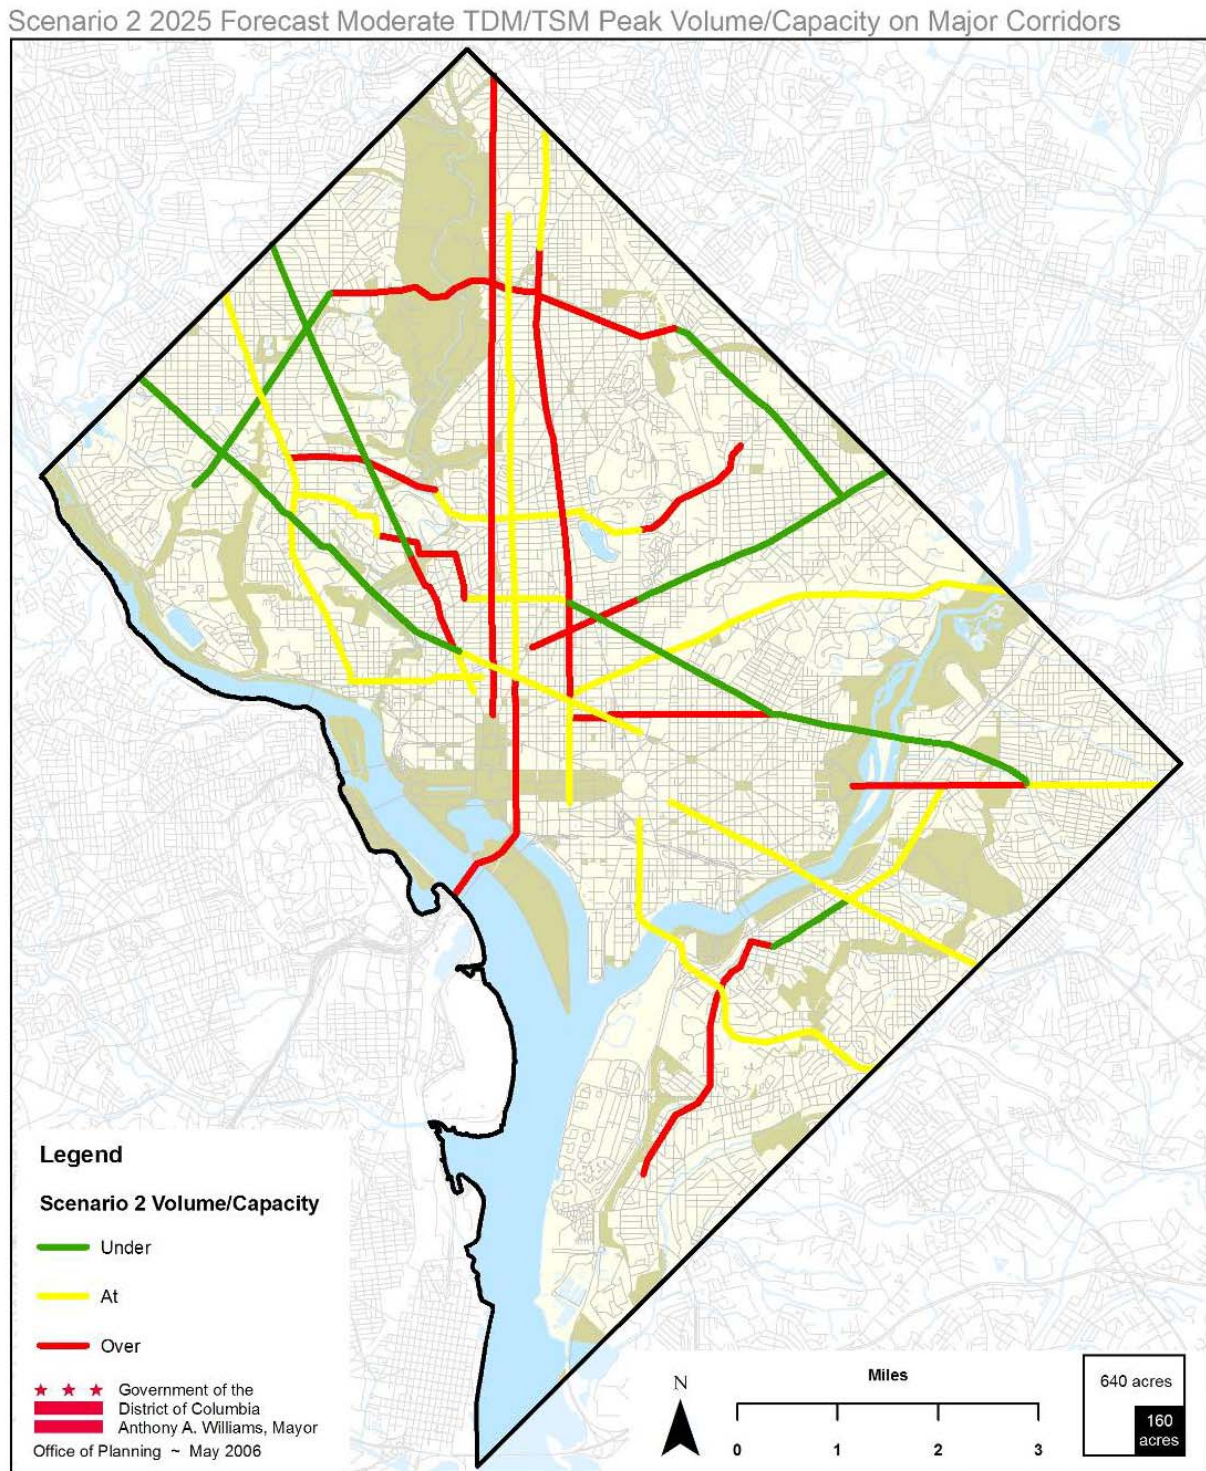 Scenario 2 2025 Forecast Moderate TDM/TSM Peak Volume/Capacity on Major Corridors
Legend
Scenario 2 Volume/Capacity
Under
At
Over
Government of the
District of Columbia
Anthony A. Williams, Mayor
Office of Planning ~ May 2006
N
Miles
0 1 2 3
640 acres
160
acres